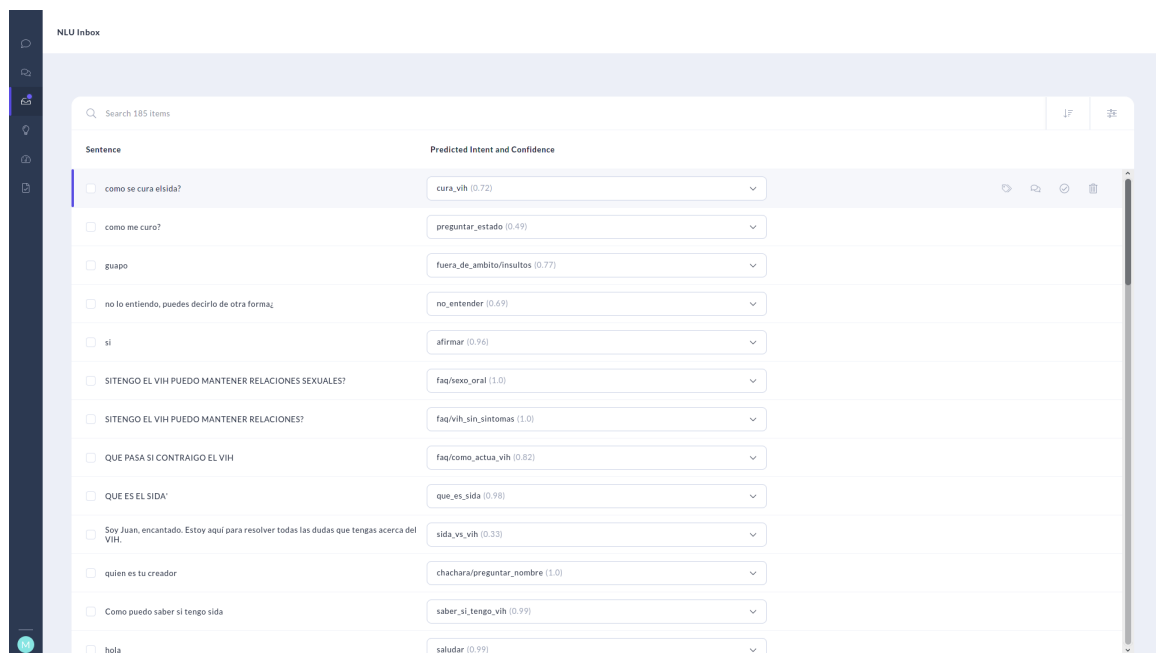 NLU Inbox
Search 185 items
Sentence Predicted Intent and Confidence
como se cura elsida? cura_vih (0.72)
como me curo? preguntar_estado (0.49)
guapo fuera_de_ambito/insultos (0.77)
no lo entiendo, puedes decirlo de otra forma¿ no_entender (0.69)
si afirmar (0.96)
SITENGO EL VIH PUEDO MANTENER RELACIONES SEXUALES? faq/sexo_oral (1.0)
SITENGO EL VIH PUEDO MANTENER RELACIONES? faq/vih_sin_sintomas (1.0)
QUE PASA SI CONTRAIGO EL VIH faq/como_actua_vih (0.82)
QUE ES EL SIDA' que_es_sida (0.98)
Soy Juan, encantado. Estoy aquí para resolver todas las dudas que tengas acerca del
VIH. sida_vs_vih (0.33)
quien es tu creador chachara/preguntar_nombre (1.0)
Como puedo saber si tengo sida saber_si_tengo_vih (0.99)
hola saludar (0.99)
M